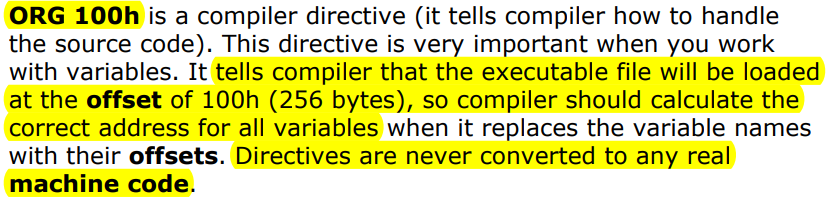 ORG 100h is a compiler directive (it tells compiler how to handle
the source code). This directive is very important when you work
with variables. It tells compiler that the executable file will be loaded
at the offset of 100h (256 bytes), so compiler should calculate the
correct address for all variables when it replaces the variable names
with their offsets. Directives are never converted to any real
machine code.